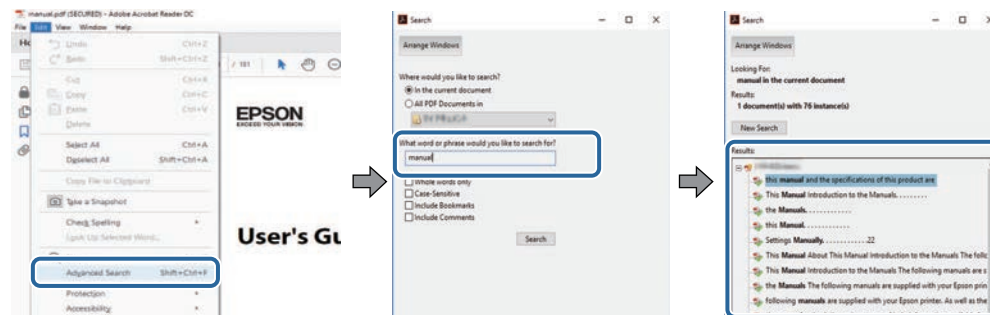 manual.pdf (SECURED) - Adobe Acrobat Reader DC
File Edit View Window Help
Undo Ctrl+Z
Redo Shift+Ctrl+Z
Cut Ctrl+X
Copy Ctrl+C
Paste Ctrl+V
Delete
Select All Ctrl+A
Deselect All Shift+Ctrl+A
Copy File to Clipboard
Take a Snapshot
Check Spelling
Look Up Selected Word...
Advanced Search Shift+Ctrl+F
Protection
Accessibility
/ 181
EPSON
EXCEED YOUR VISION
User's Gu
Search
Arrange Windows
Where would you like to search?
In the current document
All PDF Documents in
What word or phrase would you like to search for?
manual
Whole words only
Case-Sensitive
Include Bookmarks
Include Comments
Search
Search
Arrange Windows
Looking For:
manual in the current document
Results:
1 document(s) with 76 instance(s)
New Search
Results:
this manual and the specifications of this product are
This Manual Introduction to the Manuals.........
the Manuals.............
this Manual.............
Settings Manually.............22
This Manual About This Manual Introduction to the Manuals The follo
This Manual Introduction to the Manuals The following manuals are s
the Manuals The following manuals are supplied with your Epson prin
following manuals are supplied with your Epson printer. As well as the